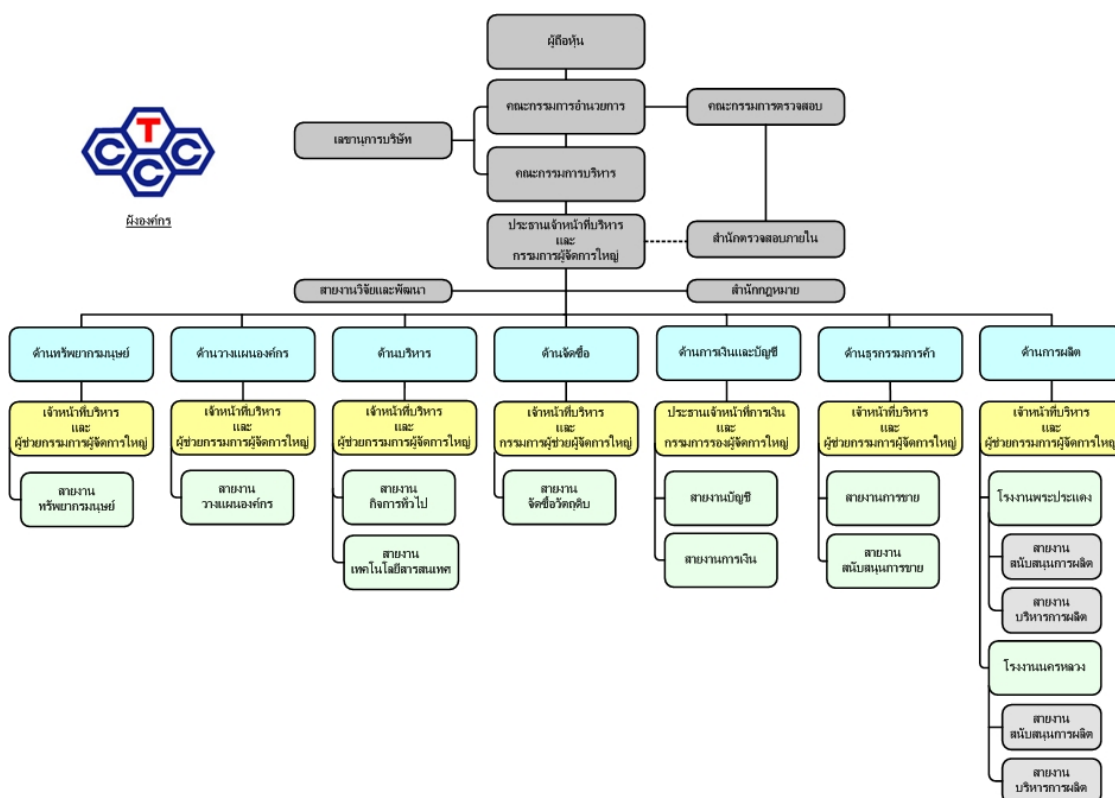 ผู้ถือหุ้น
คณะกรรมการอำนวยการ
คณะกรรมการตรวจสอบ
เลขานุการบริษัท
คณะกรรมการบริหาร
T
C C
C
ผังองค์กร
ประธานเจ้าหน้าที่บริหาร
และ
กรรมการผู้จัดการใหญ่
สำนักตรวจสอบภายใน
สายงานวิจัยและพัฒนา
สำนักกฎหมาย
ด้านทรัพยากรมนุษย์
ด้านวางแผนองค์กร
ด้านบริหาร
ด้านจัดซื้อ
ด้านการเงินและบัญชี
ด้านธุรกรรมการค้า
ด้านการผลิต
เจ้าหน้าที่บริหาร
และ
ผู้ช่วยกรรมการผู้จัดการใหญ่
เจ้าหน้าที่บริหาร
และ
ผู้ช่วยกรรมการผู้จัดการใหญ่
เจ้าหน้าที่บริหาร
และ
ผู้ช่วยกรรมการผู้จัดการใหญ่
เจ้าหน้าที่บริหาร
และ
กรรมการผู้ช่วยผู้จัดการใหญ่
ประธานเจ้าหน้าที่การเงิน
และ
กรรมการรองผู้จัดการใหญ่
เจ้าหน้าที่บริหาร
และ
ผู้ช่วยกรรมการผู้จัดการใหญ่
เจ้าหน้าที่บริหาร
และ
ผู้ช่วยกรรมการผู้จัดการใหญ่
สายงาน
ทรัพยากรมนุษย์
สายงาน
วางแผนองค์กร
สายงาน
กิจการทั่วไป
สายงาน
เทคโนโลยีสารสนเทศ
สายงาน
จัดซื้อวัตถุดิบ
สายงานบัญชี
สายงานการเงิน
สายงานการขาย
สายงาน
สนับสนุนการขาย
โรงงานพระประแดง
สายงาน
สนับสนุนการผลิต
สายงาน
บริหารการผลิต
โรงงานนครหลวง
สายงาน
สนับสนุนการผลิต
สายงาน
บริหารการผลิต